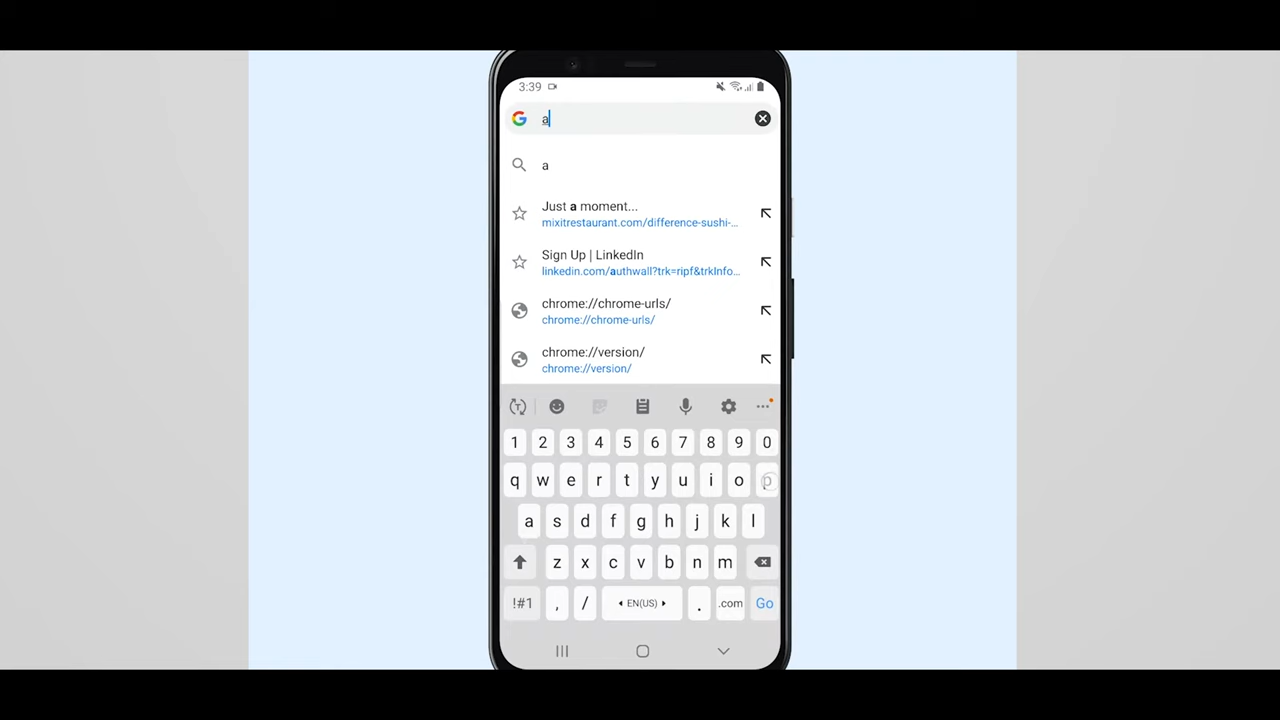 3:39
a
a
Just a moment...
mixitrestaurant.com/difference-sushi-...
Sign Up | LinkedIn
linkedin.com/authwall?trk=ripf&trkInfo...
chrome://chrome-urls/
chrome://chrome-urls/
chrome://version/
chrome://version/
1 2 3 4 5 6 7 8 9 0
q w e r t y u i o p
a s d f g h j k l
z x c v b n m
!#1 , / EN(US) . .com Go